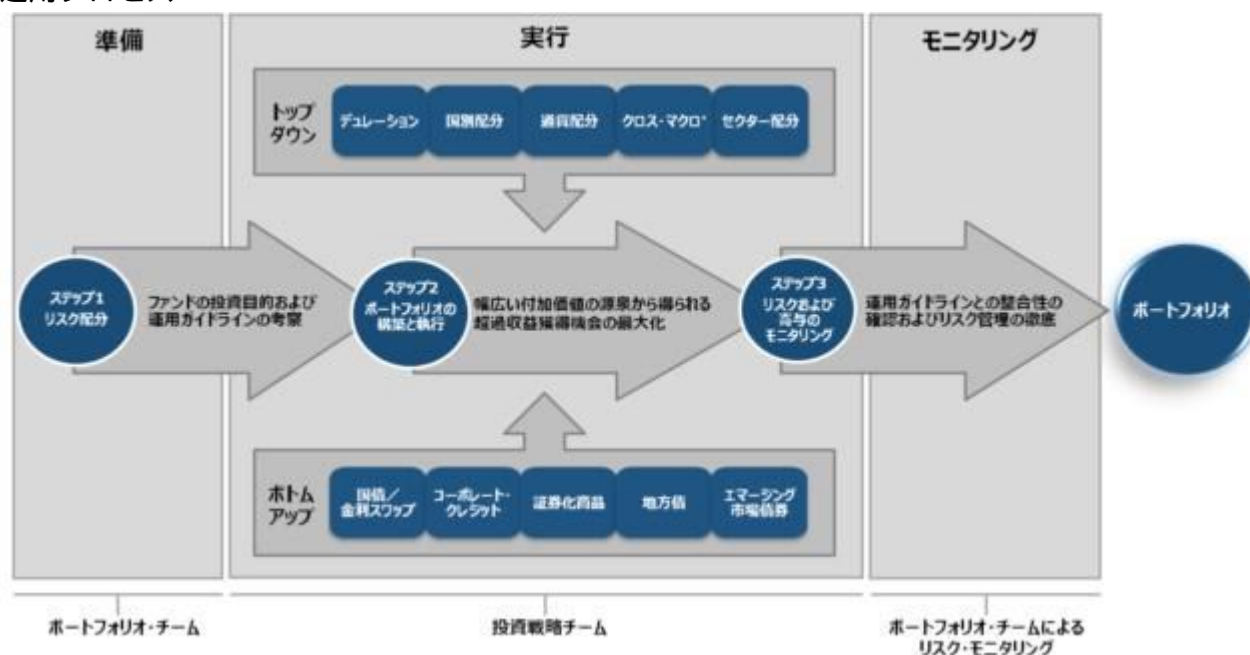 準備
実行
モニタリング
トップ
ダウン
デュレーション
国別配分
通貨配分
クロス・マクロ*
セクター配分
ステップ1
リスク配分
ファンドの投資目的および
運用ガイドラインの考察
ステップ2
ポートフォリオの
構築と執行
幅広い付加価値の源泉から得られる
超過収益獲得機会の最大化
ステップ3
リスクおよび
寄与の
モニタリング
運用ガイドラインとの整合性の
確認およびリスク管理の徹底
ポートフォリオ
ボトム
アップ
国債／
金利スワップ
コーポレート・
クレジット
証券化商品
地方債
エマージング
市場債券
ポートフォリオ・チーム
投資戦略チーム
ポートフォリオ・チームによる
リスク・モニタリング